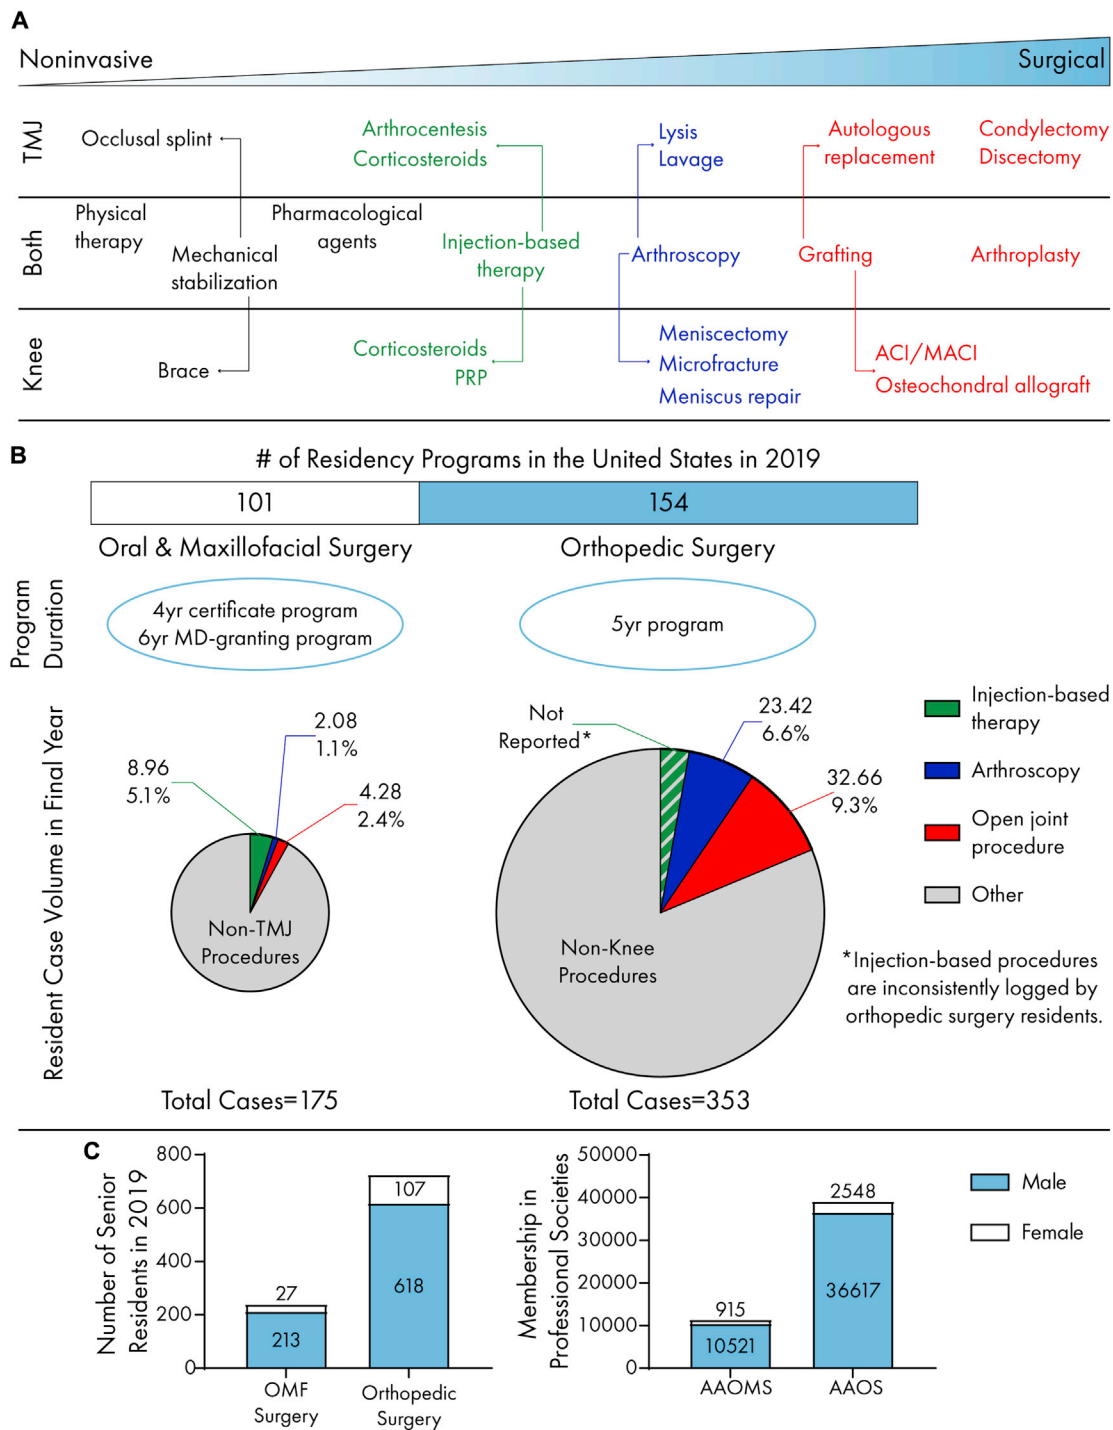 A
Noninvasive
Surgical
TMJ
Occlusal splint
Arthrocentesis
Corticosteroids
Lysis
Lavage
Autologous
replacement
Condylectomy
Discectomy
Both
Physical
therapy
Mechanical
stabilization
Pharmacological
agents
Injection-based
therapy
Arthroscopy
Grafting
Arthroplasty
Knee
Brace
Corticosteroids
PRP
Meniscectomy
Microfracture
Meniscus repair
ACI/MACI
Osteochondral allograft
B
# of Residency Programs in the United States in 2019
101
154
Oral & Maxillofacial Surgery
Orthopedic Surgery
Program
Duration
4yr certificate program
6yr MD-granting program
5yr program
Resident Case Volume in Final Year
8.96
5.1%
2.08
1.1%
4.28
2.4%
Non-TMJ
Procedures
Total Cases=175
Not
Reported*
23.42
6.6%
32.66
9.3%
Non-Knee
Procedures
Total Cases=353
Injection-based
therapy
Arthroscopy
Open joint
procedure
Other
*Injection-based procedures
are inconsistently logged by
orthopedic surgery residents.
C
Number of Senior
Residents in 2019
800
600
400
200
0
27
213
107
618
OMF
Surgery
Orthopedic
Surgery
Membership in
Professional Societies
50000
40000
30000
20000
10000
0
915
10521
2548
36617
AAOMS
AAOS
Male
Female